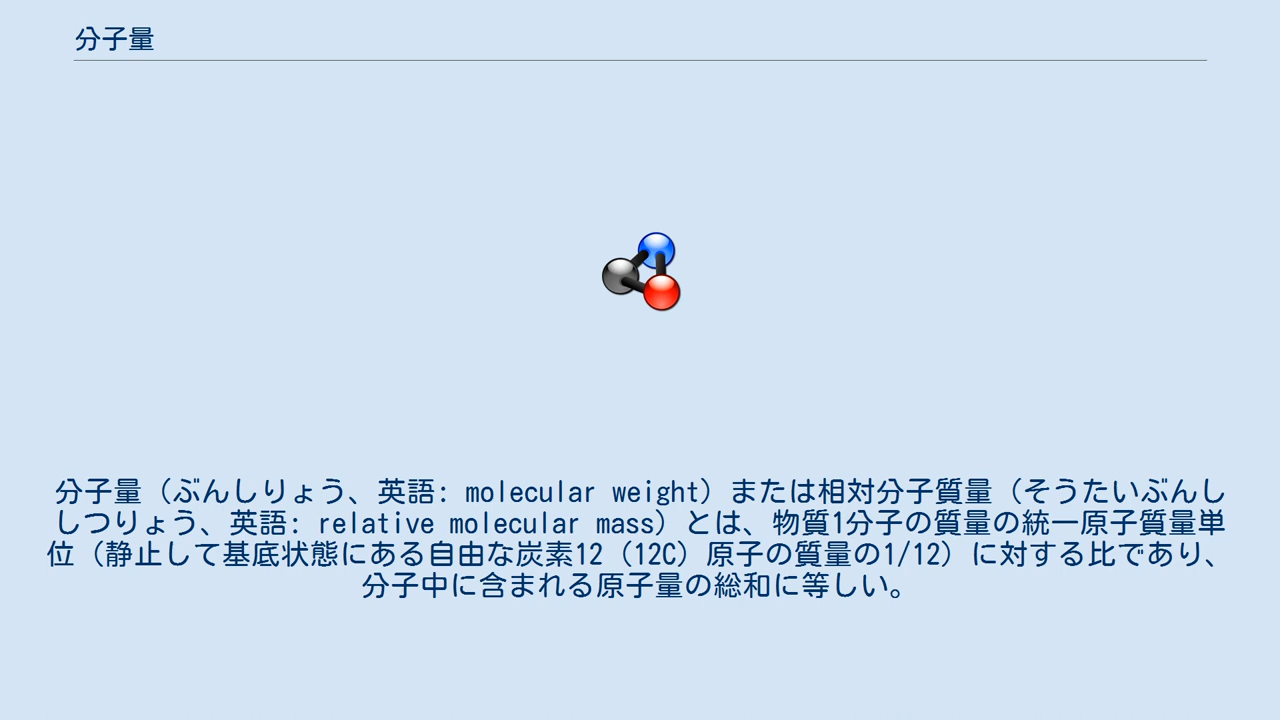 分子量
分子量（ぶんしりょう、英語: molecular weight）または相対分子質量（そうたいぶんし
しつりょう、英語: relative molecular mass）とは、物質1分子の質量の統一原子質量単
位（静止して基底状態にある自由な炭素12（12C）原子の質量の1/12）に対する比であり、
分子中に含まれる原子量の総和に等しい。